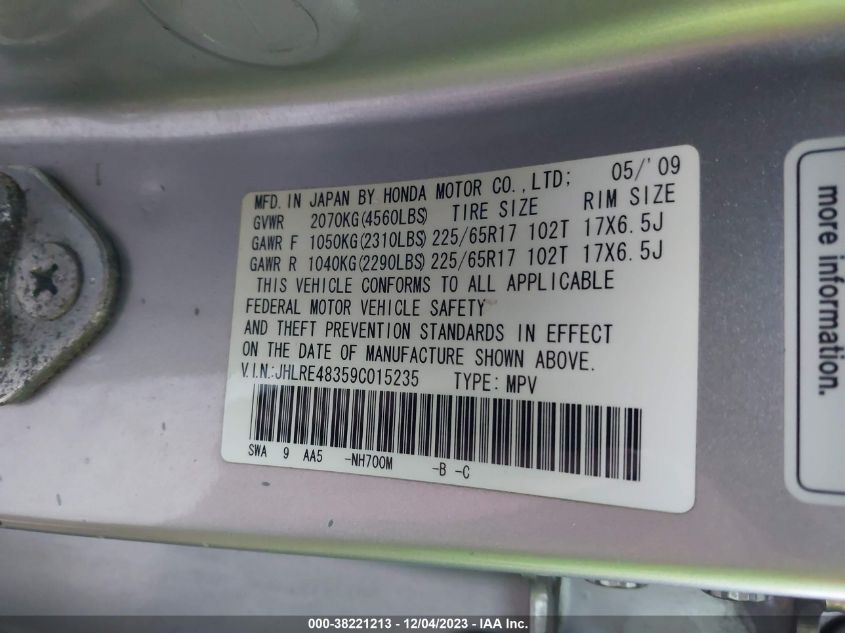 MFD. IN JAPAN BY HONDA MOTOR CO.,LTD; 05/'09
GVWR 2070KG(4560LBS) TIRE SIZE RIM SIZE
GAWR F 1050KG(2310LBS) 225/65R17 102T 17X6.5J
GAWR R 1040KG(2290LBS) 225/65R17 102T 17X6.5J
THIS VEHICLE CONFORMS TO ALL APPLICABLE
FEDERAL MOTOR VEHICLE SAFETY
AND THEFT PREVENTION STANDARDS IN EFFECT
ON THE DATE OF MANUFACTURE SHOWN ABOVE.
V.I.N.:JHLRE48359C015235 TYPE: MPV
SWA 9 AA5 -NH700M -B -C
more information.
000-38221213 - 12/04/2023 - IAA Inc.